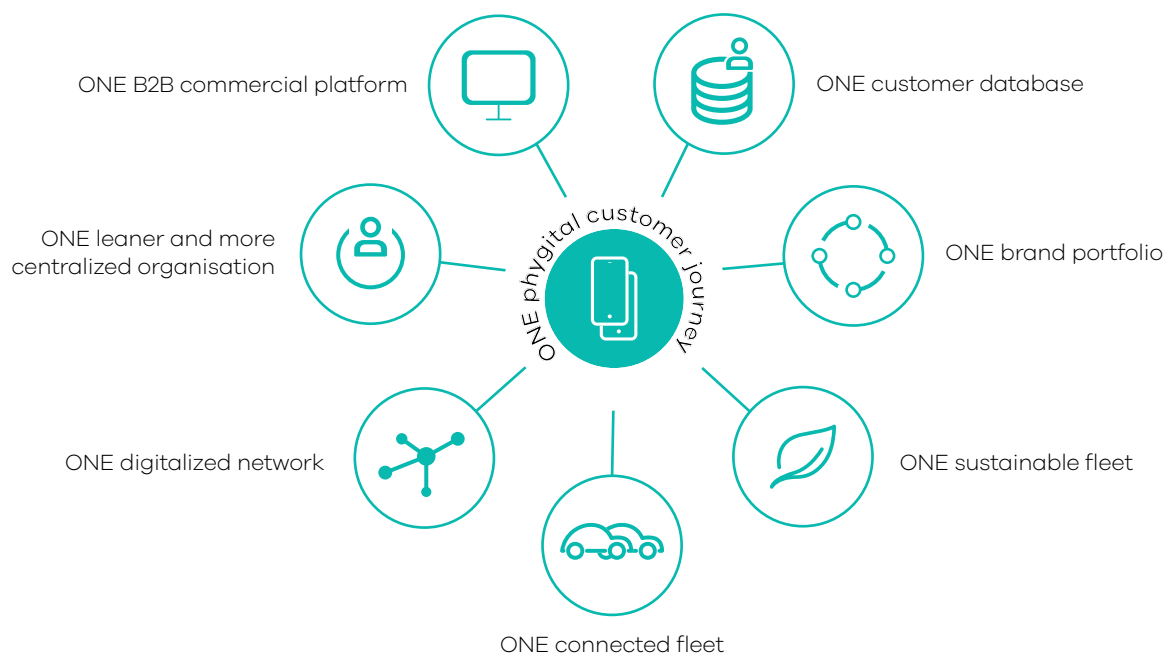 ONE B2B commercial platform
ONE customer database
ONE leaner and more
centralized organisation
ONE phygital customer journey
ONE brand portfolio
ONE digitalized network
ONE sustainable fleet
ONE connected fleet